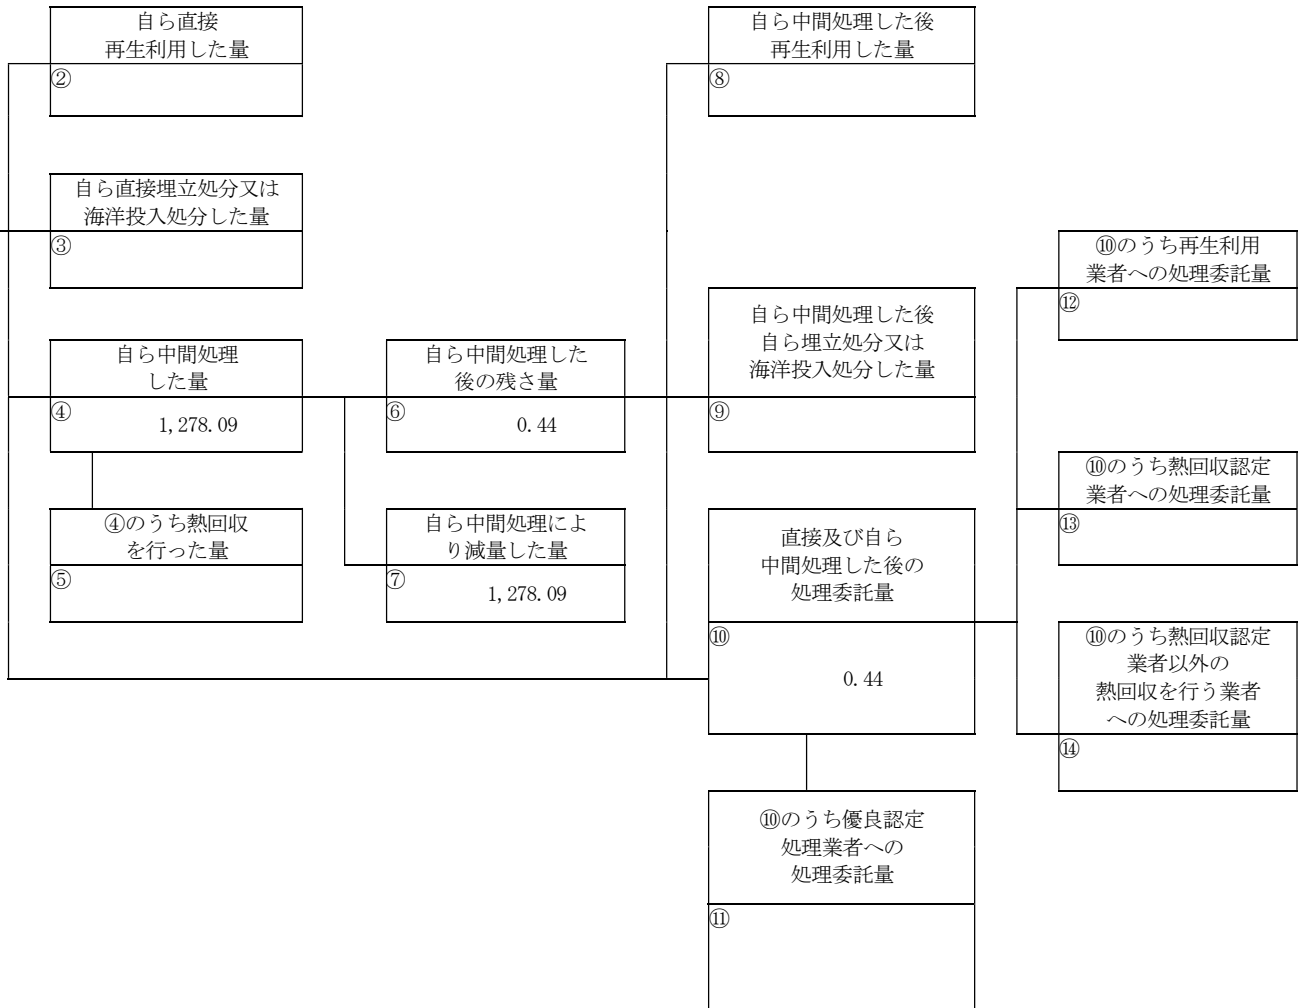 自ら直接
再生利用した量
②
自ら中間処理した後
再生利用した量
⑧
自ら直接埋立処分又は
海洋投入処分した量
③
⑩のうち再生利用
業者への処理委託量
⑫
自ら中間処理した後
自ら埋立処分又は
海洋投入処分した量
⑨
自ら中間処理
した量
④ 1,278.09
自ら中間処理した
後の残さ量
⑥ 0.44
⑩のうち熱回収認定
業者への処理委託量
⑬
④のうち熱回収
を行った量
⑤
自ら中間処理によ
り減量した量
⑦ 1,278.09
直接及び自ら
中間処理した後の
処理委託量
⑩
0.44
⑩のうち熱回収認定
業者以外の
熱回収を行う業者
への処理委託量
⑭
⑩のうち優良認定
処理業者への
処理委託量
⑪